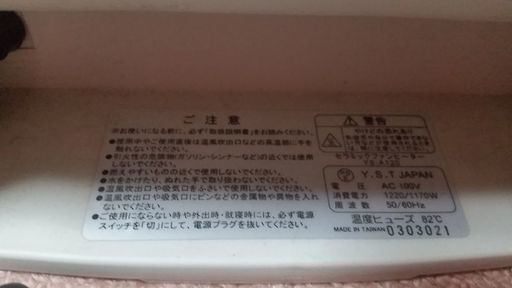 ご注意
※お使いになる前に、必ず「取扱説明書」をお読みください。
●使用中やご使用直後は温風吹出口などの高温部に手を
触れないでください。
●引火性の危険物(ガソリン・シンナーなど)の近くでは使用
しないでください。
●燃えやすいものの近くで使用しないでください。
●水をかけたり、ぬれた手で取り扱わないでください。
●温風吹出口や吸気口をふさいで使用しないでください。
●温風吹出口や吸気口にピンなどの金属物や異物を入れ
ないでください。
●ご使用にならない時や外出時・就寝時には、必ず電源
スイッチを「切」にして、電源プラグを抜いてください。
警告
やけどの恐れあり
セラミックファンヒーター
Y.S.T JAPAN
電圧 AC 100V
消費電力 1220/1170W
周波数 50/60Hz
温度ヒューズ 82℃
MADE IN TAIWAN 0303021